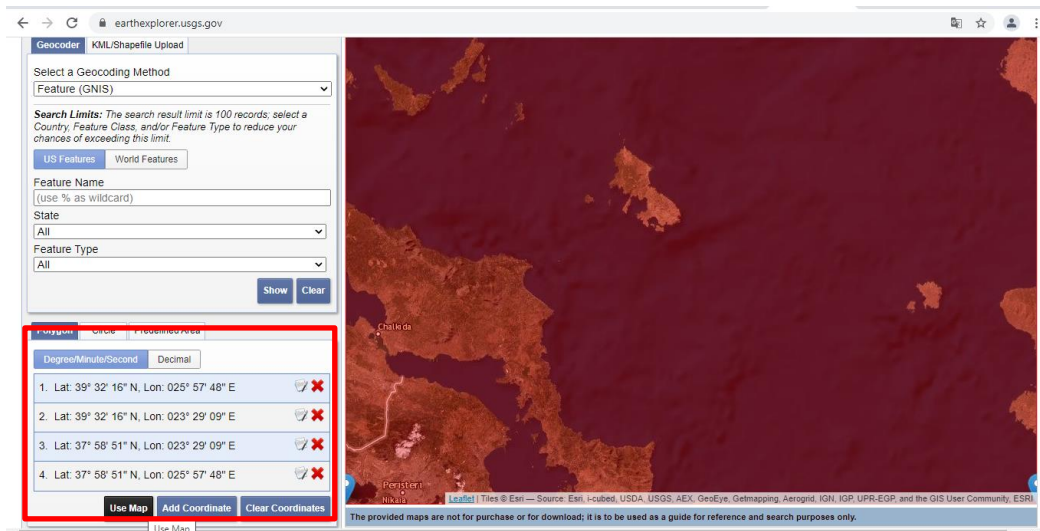 earthexplorer.usgs.gov
Geocoder KML/Shapefile Upload
Select a Geocoding Method
Feature (GNIS)
Search Limits: The search result limit is 100 records; select a
Country, Feature Class, and/or Feature Type to reduce your
chances of exceeding this limit.
US Features World Features
Feature Name
(use % as wildcard)
State
All
Feature Type
All
Show Clear
Polygon Circle Predefined Area
Degree/Minute/Second Decimal
1. Lat: 39° 32' 16" N, Lon: 025° 57' 48" E
2. Lat: 39° 32' 16" N, Lon: 023° 29' 09" E
3. Lat: 37° 58' 51" N, Lon: 023° 29' 09" E
4. Lat: 37° 58' 51" N, Lon: 025° 57' 48" E
Use Map Add Coordinate Clear Coordinates
Use Map
Chalkida
Peristeri
Nikaia
Leaflet | Tiles © Esri — Source: Esri, i-cubed, USDA, USGS, AEX, GeoEye, Getmapping, Aerogrid, IGN, IGP, UPR-EGP, and the GIS User Community, ESRI
The provided maps are not for purchase or for download; it is to be used as a guide for reference and search purposes only.